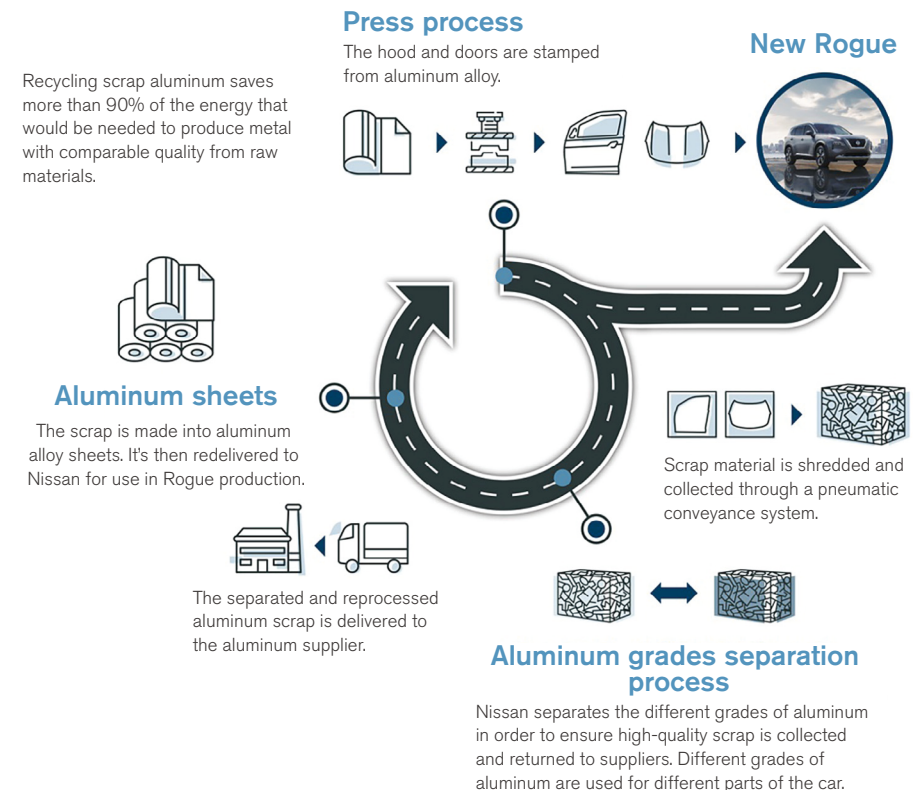 Press process
The hood and doors are stamped
from aluminum alloy.
New Rogue
Recycling scrap aluminum saves
more than 90% of the energy that
would be needed to produce metal
with comparable quality from raw
materials.
Aluminum sheets
The scrap is made into aluminum
alloy sheets. It’s then redelivered to
Nissan for use in Rogue production.
Scrap material is shredded and
collected through a pneumatic
conveyance system.
The separated and reprocessed
aluminum scrap is delivered to
the aluminum supplier.
Aluminum grades separation
process
Nissan separates the different grades of aluminum
in order to ensure high-quality scrap is collected
and returned to suppliers. Different grades of
aluminum are used for different parts of the car.